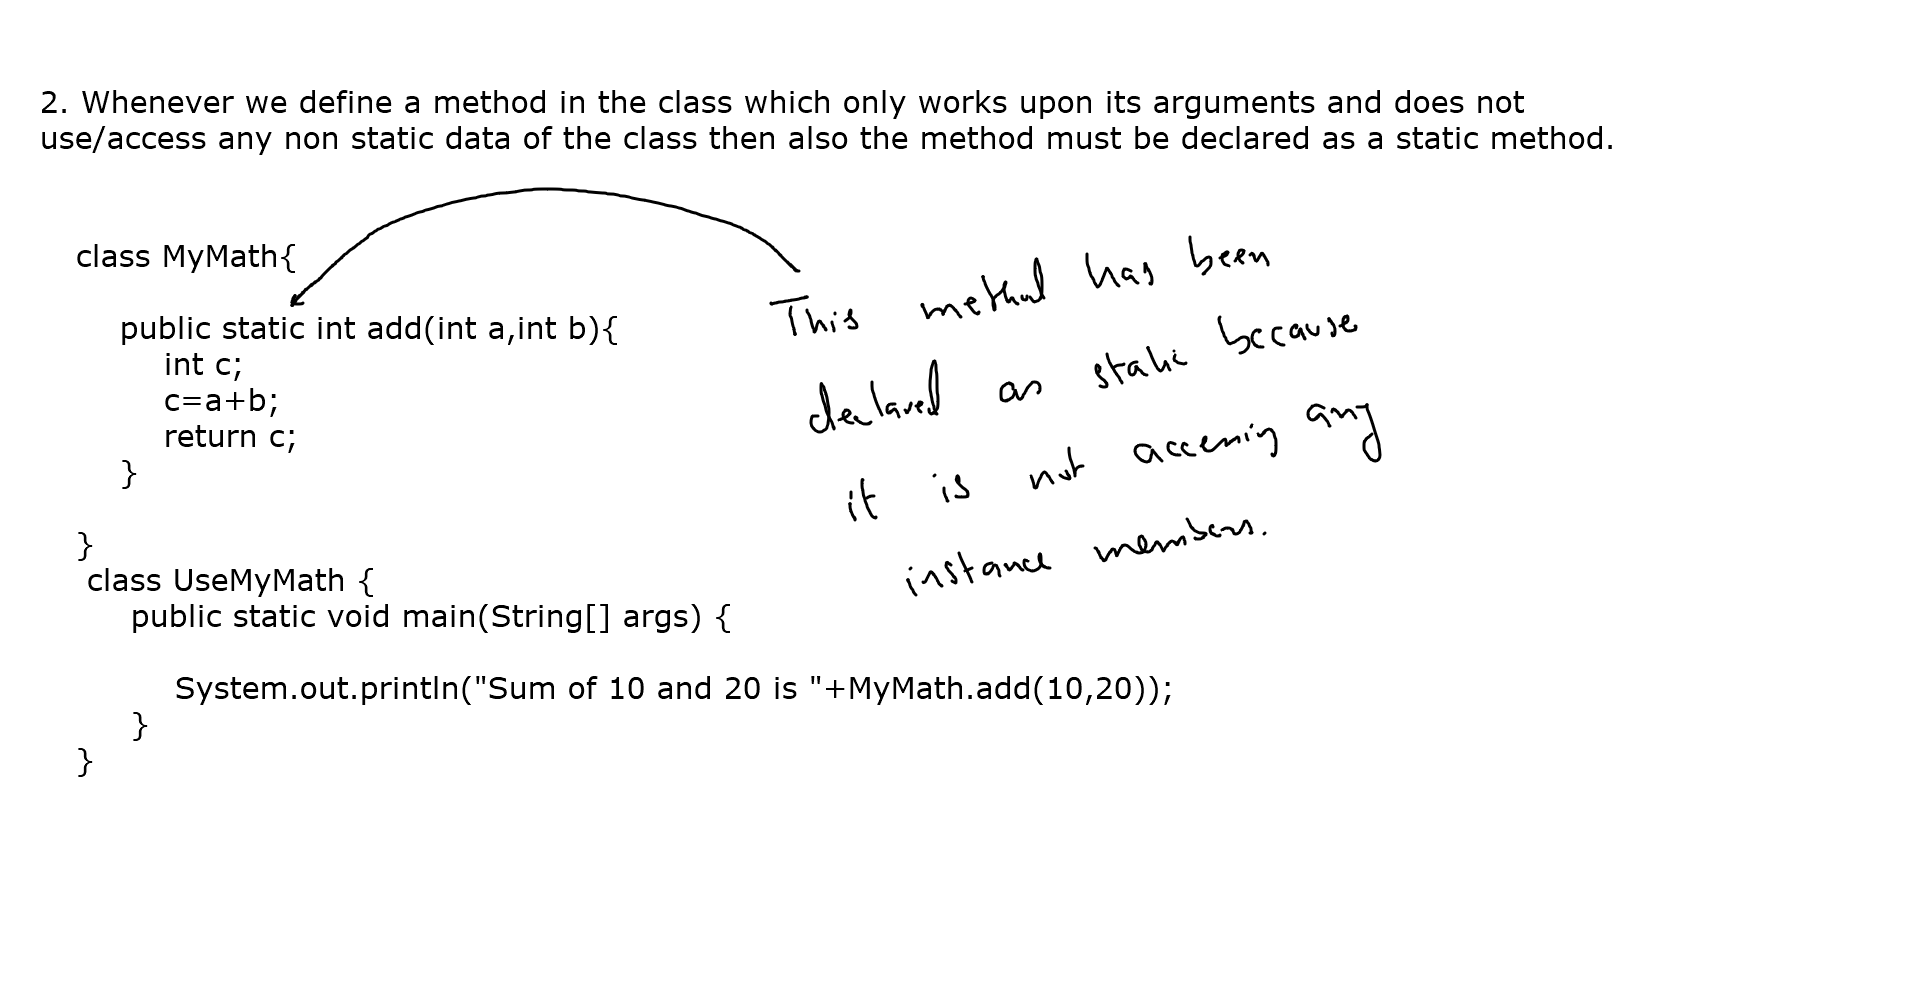 2. Whenever we define a method in the class which only works upon its arguments and does not
use/access any non static data of the class then also the method must be declared as a static method.
class MyMath{
public static int add(int a,int b){
int c;
c=a+b;
return c;
}
}
class UseMyMath {
public static void main(String[] args) {
System.out.println("Sum of 10 and 20 is "+MyMath.add(10,20));
}
}
This method has been
declared as static because
it is not accessing any
instance members.